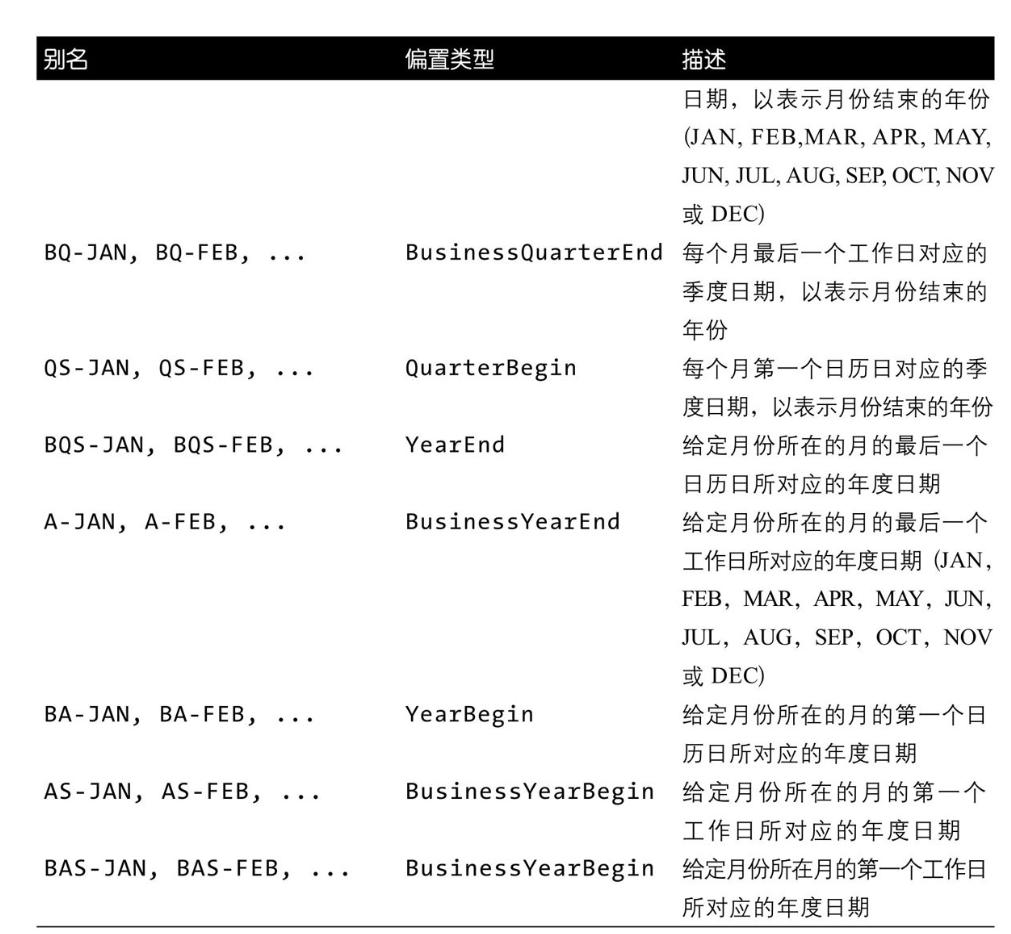 别名 偏置类型 描述
日期，以表示月份结束的年份
(JAN, FEB,MAR, APR, MAY,
JUN, JUL, AUG, SEP, OCT, NOV
或 DEC)
BQ-JAN, BQ-FEB, ... BusinessQuarterEnd 每个月最后一个工作日对应的
季度日期，以表示月份结束的
年份
QS-JAN, QS-FEB, ... QuarterBegin 每个月第一个日历日对应的季
度日期，以表示月份结束的年份
BQS-JAN, BQS-FEB, ... YearEnd 给定月份所在的月的最后一个
日历日所对应的年度日期
A-JAN, A-FEB, ... BusinessYearEnd 给定月份所在的月的最后一个
工作日所对应的年度日期（JAN，
FEB，MAR，APR，MAY，JUN，
JUL，AUG，SEP，OCT，NOV
或 DEC)
BA-JAN, BA-FEB, ... YearBegin 给定月份所在的月的第一个日
历日所对应的年度日期
AS-JAN, AS-FEB, ... BusinessYearBegin 给定月份所在的月的第一个
工作日所对应的年度日期
BAS-JAN, BAS-FEB, ... BusinessYearBegin 给定月份所在月的第一个工作日
所对应的年度日期